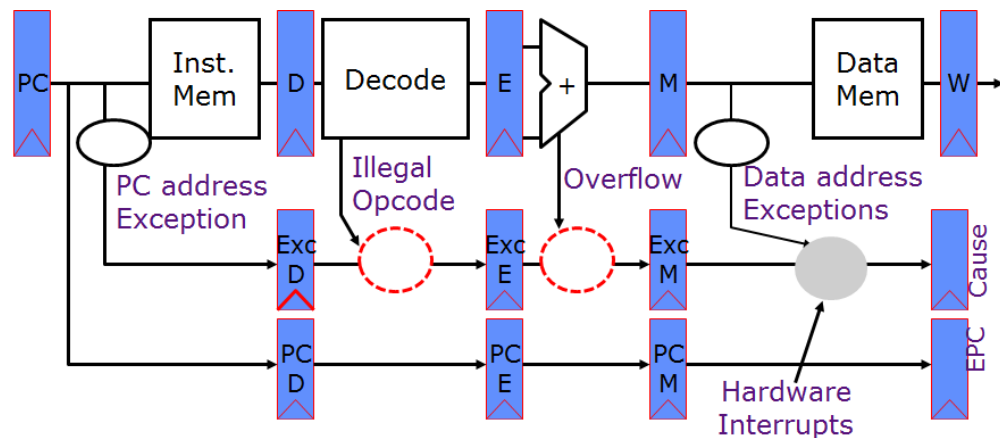 PC
Inst.
Mem
D
Decode
E
+
M
Data
Mem
W
PC address
Exception
Illegal
Opcode
Overflow
Data address
Exceptions
Exc
D
Exc
E
Exc
M
Cause
PC
D
PC
E
PC
M
EPC
Hardware
Interrupts